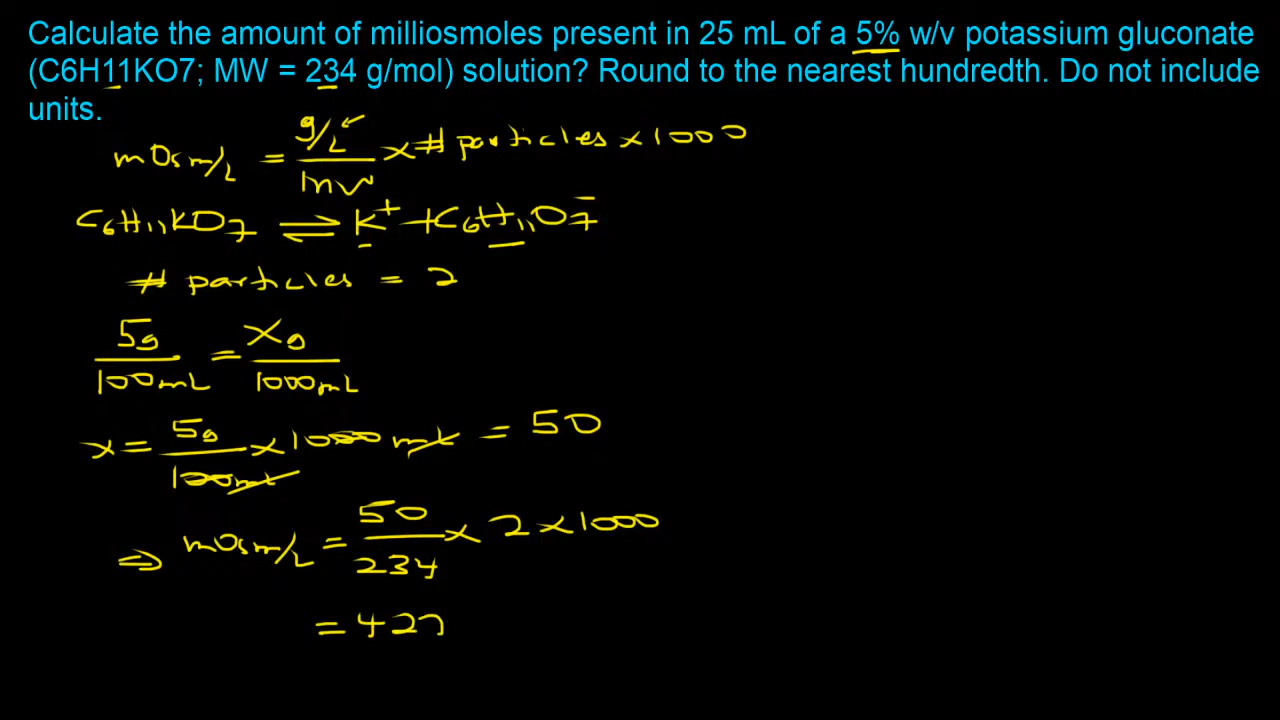 Calculate the amount of milliosmoles present in 25 mL of a 5% w/v potassium gluconate
(C6H11KO7; MW = 234 g/mol) solution? Round to the nearest hundredth. Do not include
units.
mOsm/L = g/L / mw × # particles × 1000
C6H11KO7 ⇌ K+ + C6H11O7-
# particles = 2
5g/100mL = xg/1000mL
x = 5g/100mL × 1000mL = 50
⇒ mOsm/L = 50/234 × 2 × 1000
= 427